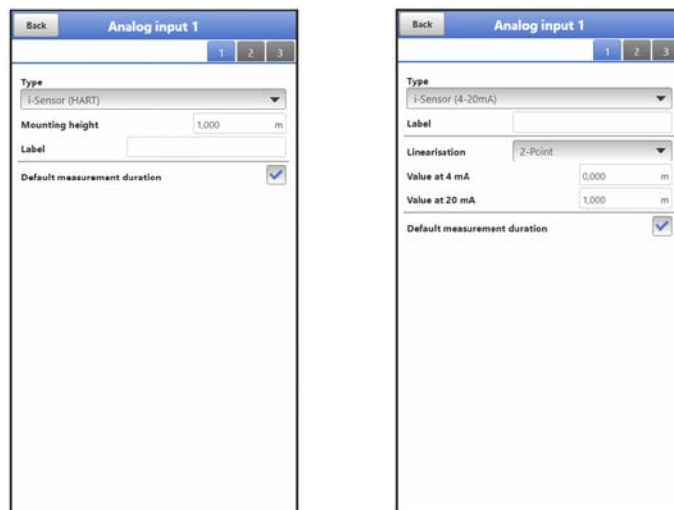 Back Analog input 1
1 2 3
Type
i-Sensor (HART)
Mounting height 1,000 m
Label
Default measurement duration
Back Analog input 1
1 2 3
Type
i-Sensor (4-20mA)
Label
Linearisation 2-Point
Value at 4 mA 0,000 m
Value at 20 mA 1,000 m
Default measurement duration